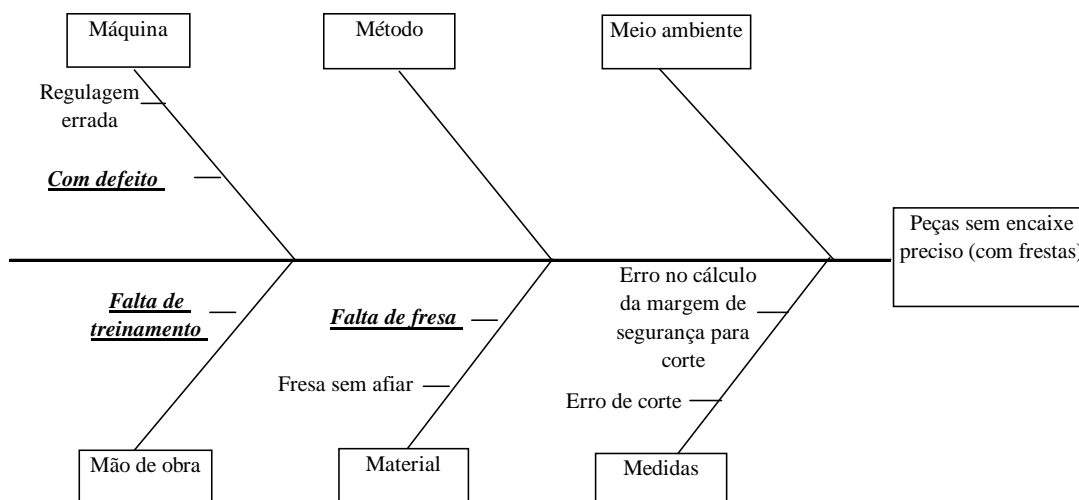 Máquina
Método
Meio ambiente
Regulagem
errada
Com defeito
Peças sem encaixe
preciso (com frestas)
Falta de
treinamento
Falta de fresa
Erro no cálculo
da margem de
segurança para
corte
Fresa sem afiar
Erro de corte
Mão de obra
Material
Medidas